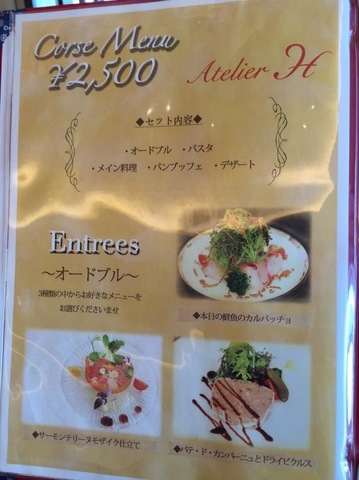 Corse Menu
¥2,500
Atelier H
◆セット内容◆
・オードブル ・パスタ
・メイン料理 ・パンブッフェ ・デザート
Entrees
～オードブル～
3種類の中からお好きなメニューを
お選びくださいませ
◆本日の鮮魚のカルパッチョ
◆サーモンテリーヌモザイク仕立て
◆パテ・ド・カンパーニュとドライピクルス